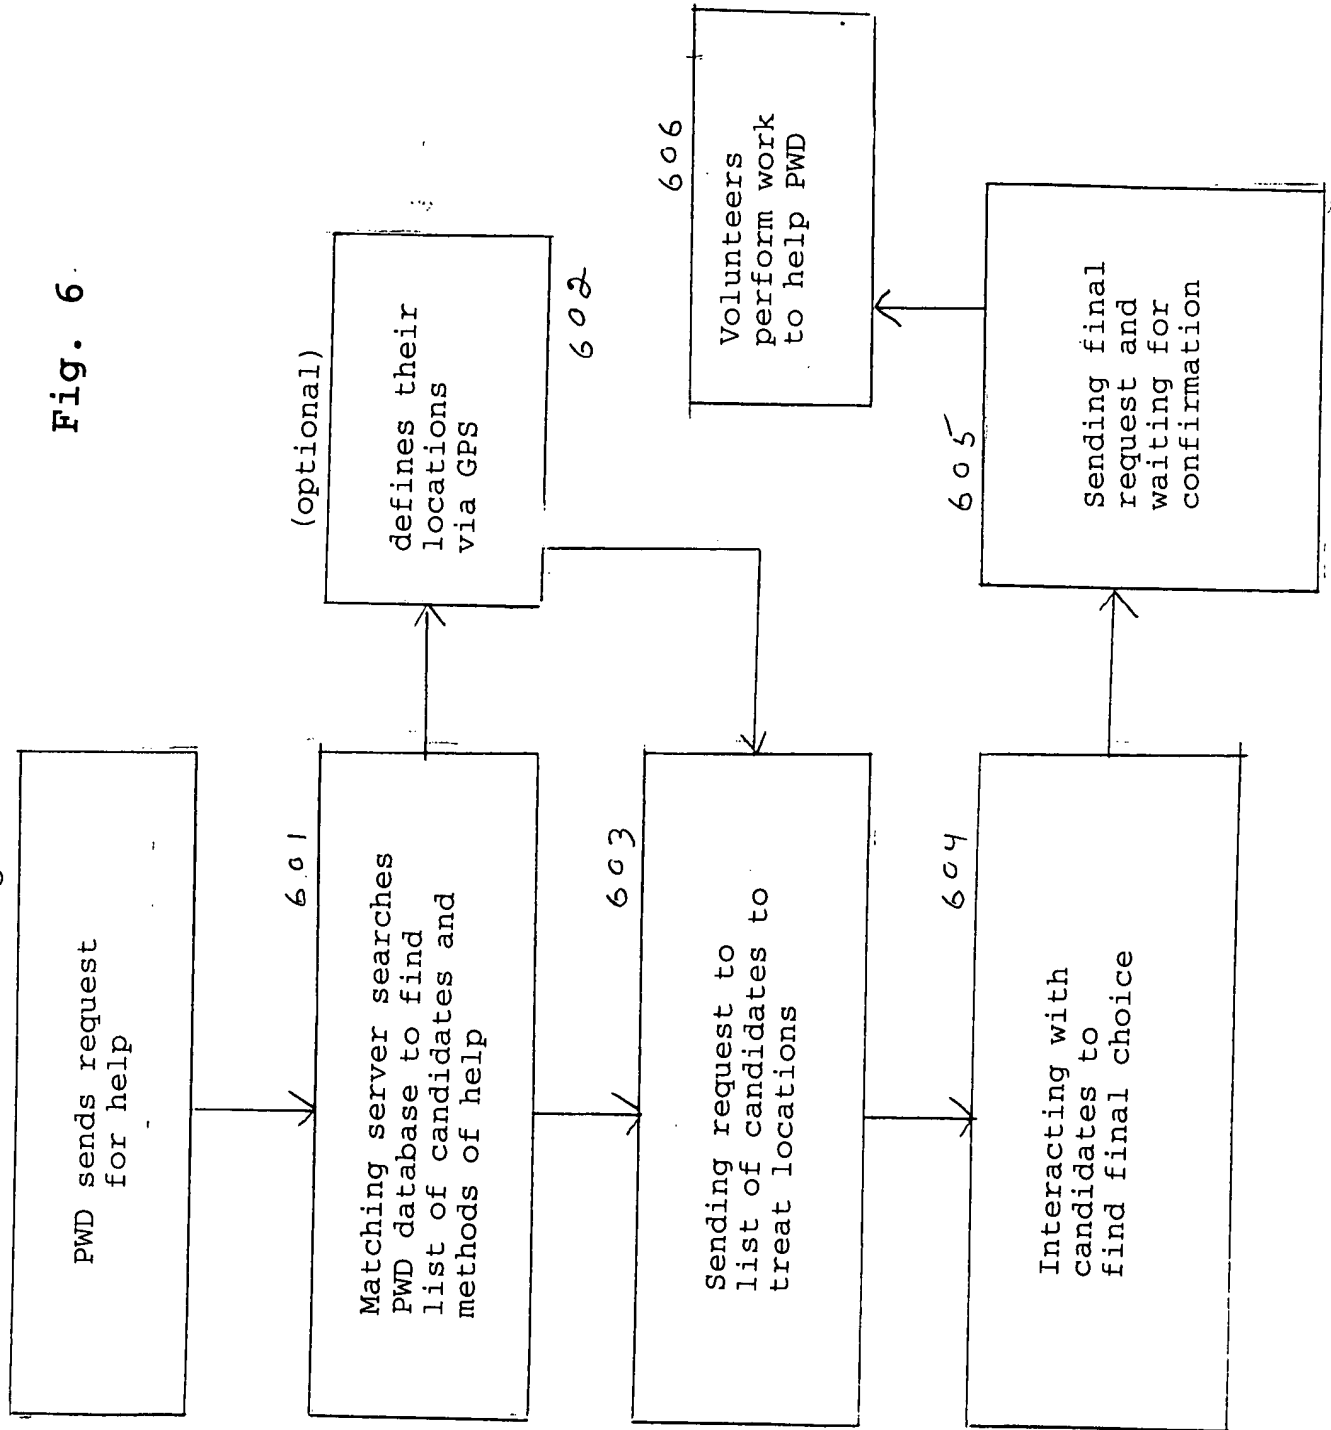 Fig. 6
PWD sends request
for help
601
Matching server searches
PWD database to find
list of candidates and
methods of help
(optional)
defines their
locations
via GPS
602
603
Sending request to
list of candidates to
treat locations
604
Interacting with
candidates to
find final choice
605
Sending final
request and
waiting for
confirmation
606
Volunteers
perform work
to help PWD